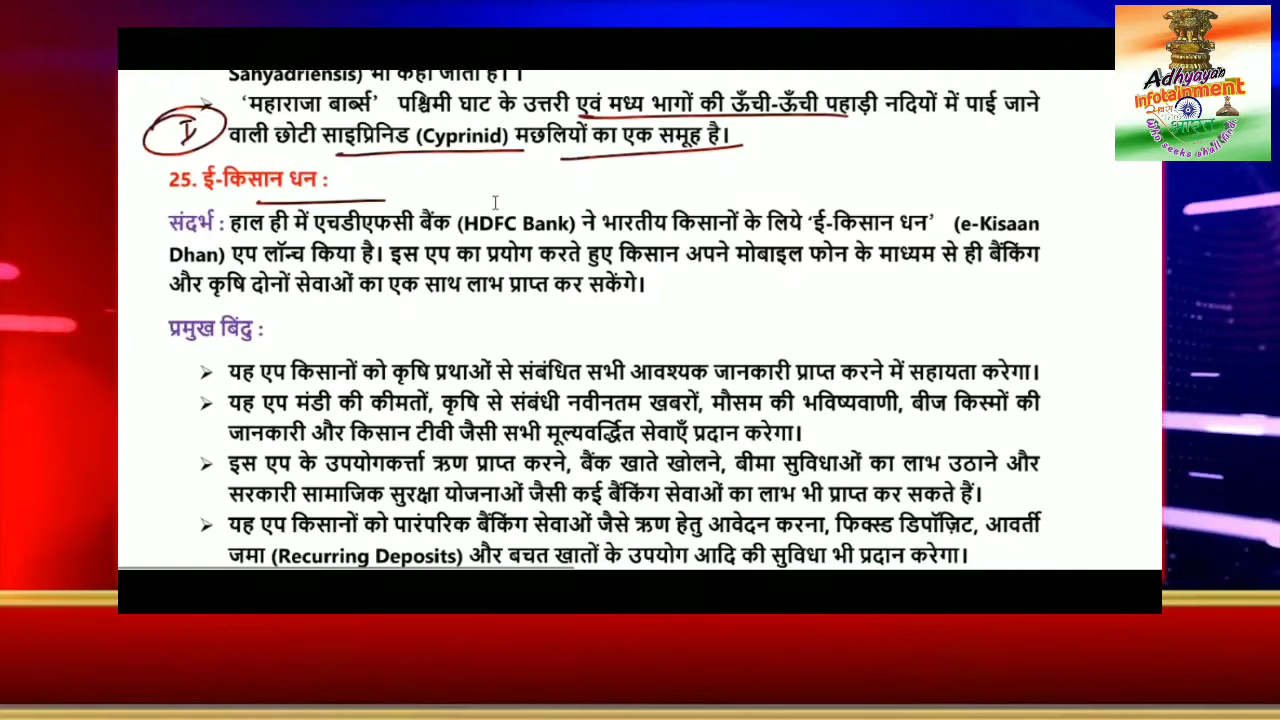 Sahyadriensis) भी कहा जाता है।
Adhyayan
Infotainment
‘महाराजा बार्ब्स’ पश्चिमी घाट के उत्तरी एवं मध्य भागों की ऊँची-ऊँची पहाड़ी नदियों में पाई जाने
वाली छोटी साइप्रिनिड (Cyprinid) मछलियों का एक समूह है।
I
Who seeks shall find
25. ई-किसान धन :
संदर्भ : हाल ही में एचडीएफसी बैंक (HDFC Bank) ने भारतीय किसानों के लिये ‘ई-किसान धन’ (e-Kisaan
Dhan) एप लॉन्च किया है। इस एप का प्रयोग करते हुए किसान अपने मोबाइल फोन के माध्यम से ही बैंकिंग
और कृषि दोनों सेवाओं का एक साथ लाभ प्राप्त कर सकेंगे।
प्रमुख बिंदु :
➢ यह एप किसानों को कृषि प्रथाओं से संबंधित सभी आवश्यक जानकारी प्राप्त करने में सहायता करेगा।
➢ यह एप मंडी की कीमतों, कृषि से संबंधी नवीनतम खबरों, मौसम की भविष्यवाणी, बीज किस्मों की
जानकारी और किसान टीवी जैसी सभी मूल्यवर्द्धित सेवाएँ प्रदान करेगा।
➢ इस एप के उपयोगकर्त्ता ऋण प्राप्त करने, बैंक खाते खोलने, बीमा सुविधाओं का लाभ उठाने और
सरकारी सामाजिक सुरक्षा योजनाओं जैसी कई बैंकिंग सेवाओं का लाभ भी प्राप्त कर सकते हैं।
➢ यह एप किसानों को पारंपरिक बैंकिंग सेवाओं जैसे ऋण हेतु आवेदन करना, फिक्स्ड डिपॉज़िट, आवर्ती
जमा (Recurring Deposits) और बचत खातों के उपयोग आदि की सुविधा भी प्रदान करेगा।